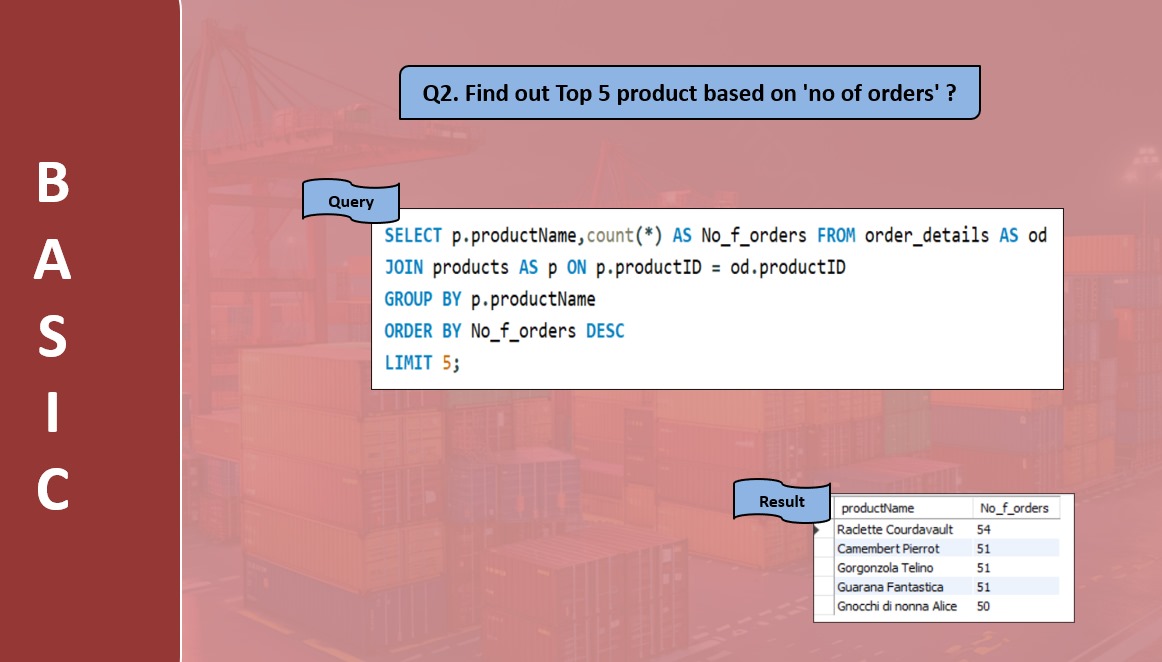 B
A
S
I
C
Q2. Find out Top 5 product based on 'no of orders' ?
Query
SELECT p.productName,count(*) AS No_f_orders FROM order_details AS od
JOIN products AS p ON p.productID = od.productID
GROUP BY p.productName
ORDER BY No_f_orders DESC
LIMIT 5;
Result
productName No_f_orders
Raclette Courdavault 54
Camembert Pierrot 51
Gorgonzola Telino 51
Guarana Fantastica 51
Gnocchi di nonna Alice 50